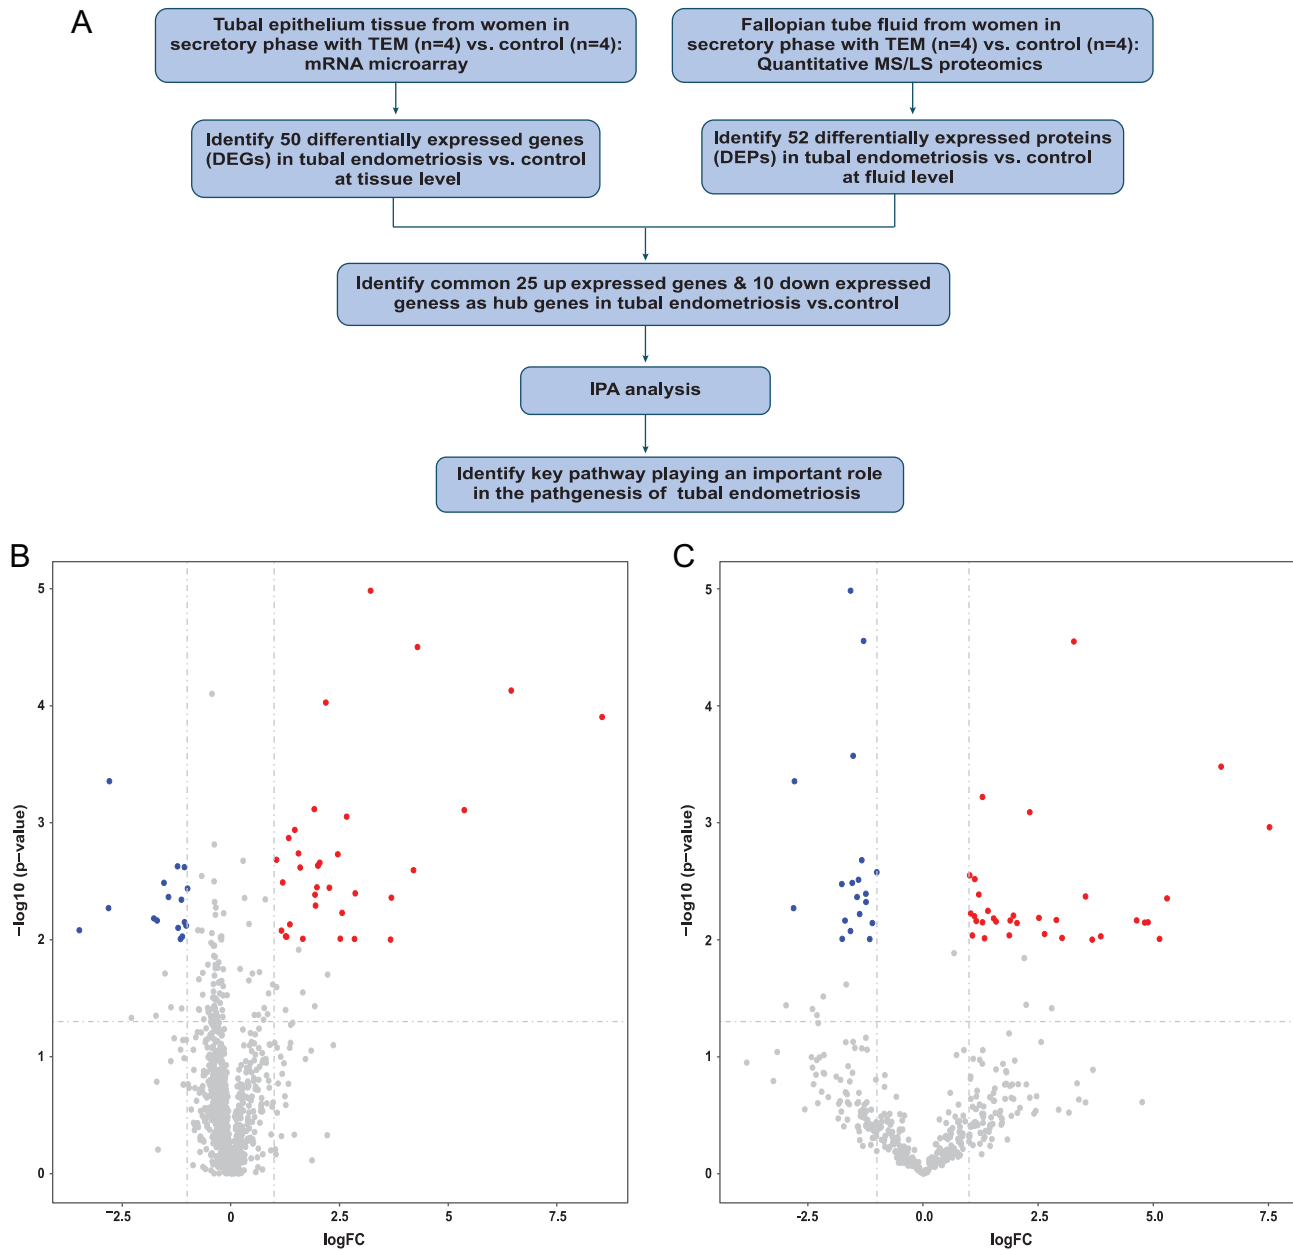 A
Tubal epithelium tissue from women in
secretory phase with TEM (n=4) vs. control (n=4):
mRNA microarray
Fallopian tube fluid from women in
secretory phase with TEM (n=4) vs. control (n=4):
Quantitative MS/LS proteomics
Identify 50 differentially expressed genes
(DEGs) in tubal endometriosis vs. control
at tissue level
Identify 52 differentially expressed proteins
(DEPs) in tubal endometriosis vs. control
at fluid level
Identify common 25 up expressed genes & 10 down expressed
geness as hub genes in tubal endometriosis vs.control
IPA analysis
Identify key pathway playing an important role
in the pathgenesis of tubal endometriosis
B
5
4
3
2
1
0
−log10 (p−value)
−2.5
0
2.5
5
7.5
logFC
C
5
4
3
2
1
0
−log10 (p−value)
-2.5
0.0
2.5
5.0
7.5
logFC